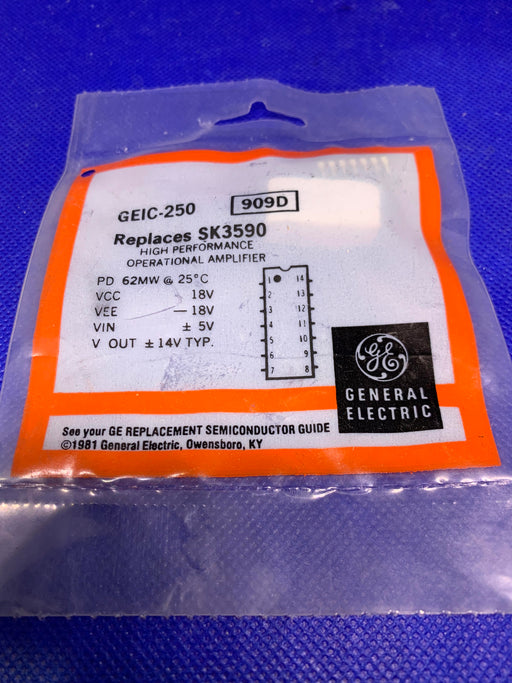 GEIC-250 909D
Replaces SK3590
HIGH PERFORMANCE
OPERATIONAL AMPLIFIER
PD 62MW @ 25°C
VCC 18V
VEE — 18V
VIN ± 5V
V OUT ± 14V TYP.
1 14
2 13
3 12
4 11
5 10
6 9
7 8
GE
GENERAL
ELECTRIC
See your GE REPLACEMENT SEMICONDUCTOR GUIDE
©1981 General Electric, Owensboro, KY